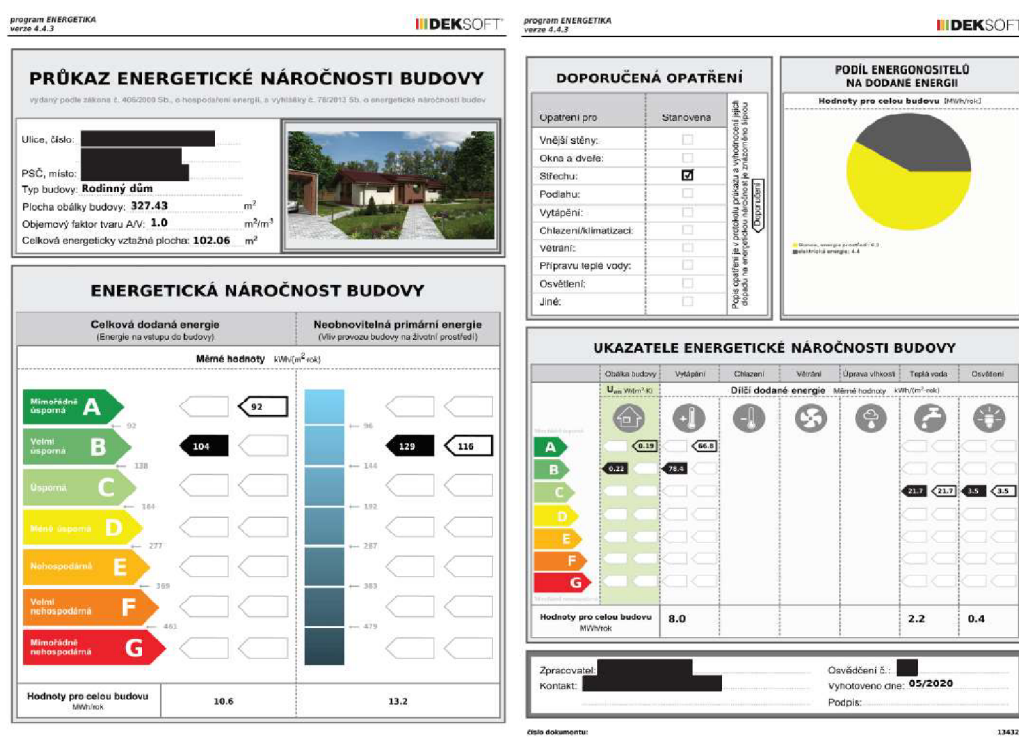 program ENERGETIKA
verze 4.4.3
DEKSOFT
PRŮKAZ ENERGETICKÉ NÁROČNOSTI BUDOVY
vydaný podle zákona č. 406/2000 Sb., o hospodaření energií, a vyhlášky č. 78/2013 Sb. o energetické náročnosti budov
Ulice, číslo:
PSČ, místo:
Typ budovy: Rodinný dům
Plocha obálky budovy: 327.43 m²
Objemový faktor tvaru A/V: 1.0 m²/m³
Celková energeticky vztažná plocha: 102.06 m²
ENERGETICKÁ NÁROČNOST BUDOVY
Celková dodaná energie
(Energie na vstupu do budovy)
Neobnovitelná primární energie
(Vliv provozu budovy na životní prostředí)
Měrné hodnoty kWh/(m²·rok)
Mimořádně úsporná A
92
92
96
Velmi úsporná B
104
129
116
138
144
Úsporná C
184
192
Méně úsporná D
277
287
Nehospodárná E
369
383
Velmi nehospodárná F
461
479
Mimořádně nehospodárná G
Hodnoty pro celou budovu
MWh/rok
10.6
13.2
program ENERGETIKA
verze 4.4.3
DEKSOFT
DOPORUČENÁ OPATŘENÍ
Opatření pro
Stanovena
Vnější stěny:
Okna a dveře:
Střechu:
Podlahu:
Vytápění:
Chlazení/klimatizaci:
Větrání:
Přípravu teplé vody:
Osvětlení:
Jiné:
Popis opatření je v protokolu průkazu a vyhodnocení jejich
dopadu na energetickou náročnost je znázorněno šipkou
Doporučení
PODÍL ENERGONOSITELŮ
NA DODANÉ ENERGII
Hodnoty pro celou budovu (MWh/rok)
elektrická energie: 4.4
UKAZATELE ENERGETICKÉ NÁROČNOSTI BUDOVY
Obálka budovy
Vytápění
Chlazení
Větrání
Úprava vlhkosti
Teplá voda
Osvětlení
Uem W/(m²·K)
Dílčí dodané energie Měrné hodnoty kWh/(m²·rok)
A 0.19 66.8
B 0.22 78.4
C 21.7 21.7 3.5 3.5
D
E
F
G
Hodnoty pro celou budovu
MWh/rok
8.0
2.2
0.4
Zpracovatel:
Kontakt:
Osvědčení č.:
Vyhotoveno dne: 05/2020
Podpis:
číslo dokumentu:
13432